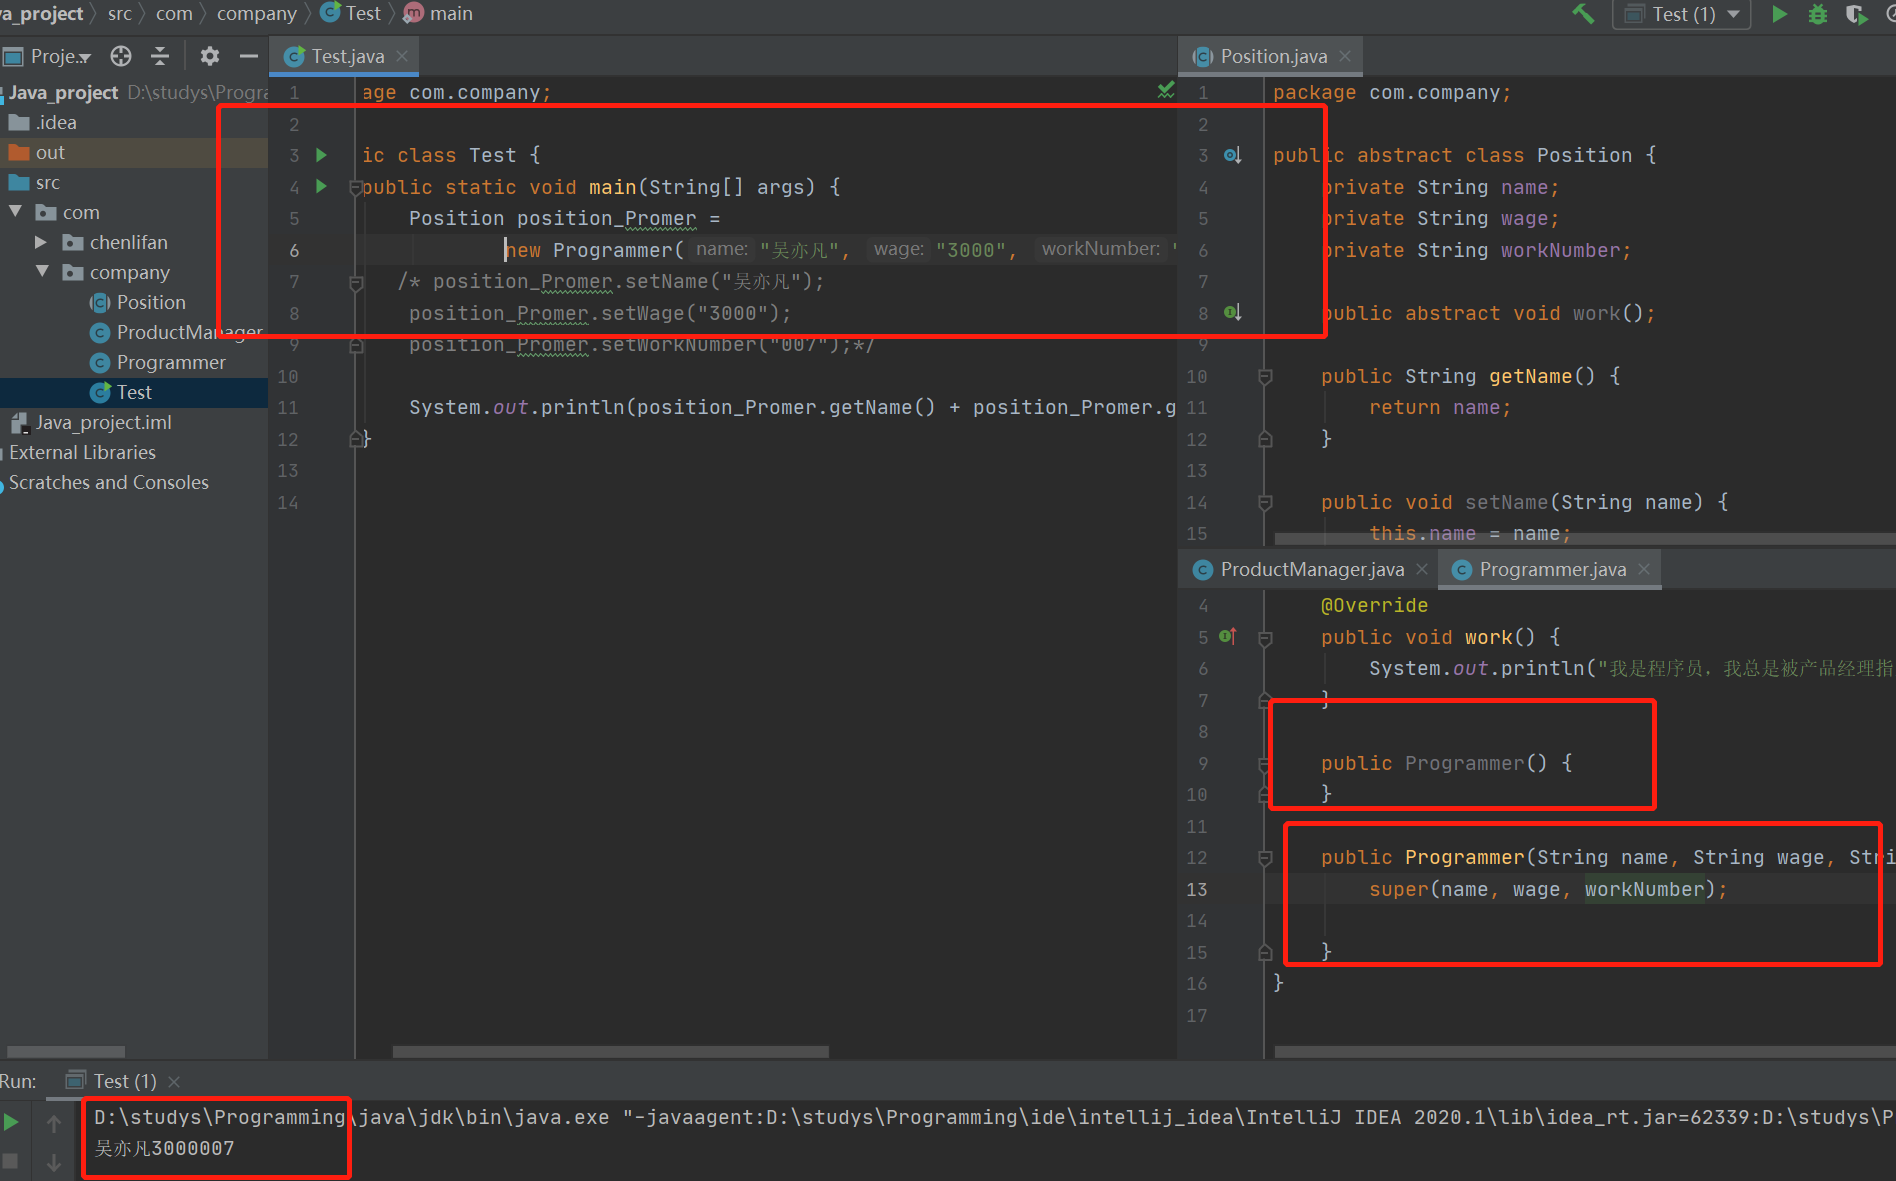 va_project 〉 src 〉 com 〉 company 〉 Test 〉 main
Test (1)
Proje..
Java_project D:\studys\Progra
.idea
out
src
com
chenlifan
company
Position
ProductManager
Programmer
Test
Java_project.iml
External Libraries
Scratches and Consoles
Test.java
1 age com.company;
2
3 ic class Test {
4 public static void main(String[] args) {
5 Position position_Promer =
6 new Programmer( name: "吴亦凡", wage: "3000", workNumber: "
7 /* position_Promer.setName("吴亦凡");
8 position_Promer.setWage("3000");
9 position_Promer.setWorkNumber("007");*/
10
11 System.out.println(position_Promer.getName() + position_Promer.g
12 }
13
14
Position.java
1 package com.company;
2
3 public abstract class Position {
4 private String name;
5 private String wage;
6 private String workNumber;
7
8 public abstract void work();
9
10 public String getName() {
11 return name;
12 }
13
14 public void setName(String name) {
15 this.name = name;
ProductManager.java
Programmer.java
4 @Override
5 public void work() {
6 System.out.println("我是程序员，我总是被产品经理指
7 }
8
9 public Programmer() {
10 }
11
12 public Programmer(String name, String wage, Stri
13 super(name, wage, workNumber);
14
15 }
16 }
17
Run: Test (1)
D:\studys\Programming\java\jdk\bin\java.exe "-javaagent:D:\studys\Programming\ide\intellij_idea\IntelliJ IDEA 2020.1\lib\idea_rt.jar=62339:D:\studys\P
吴亦凡3000007